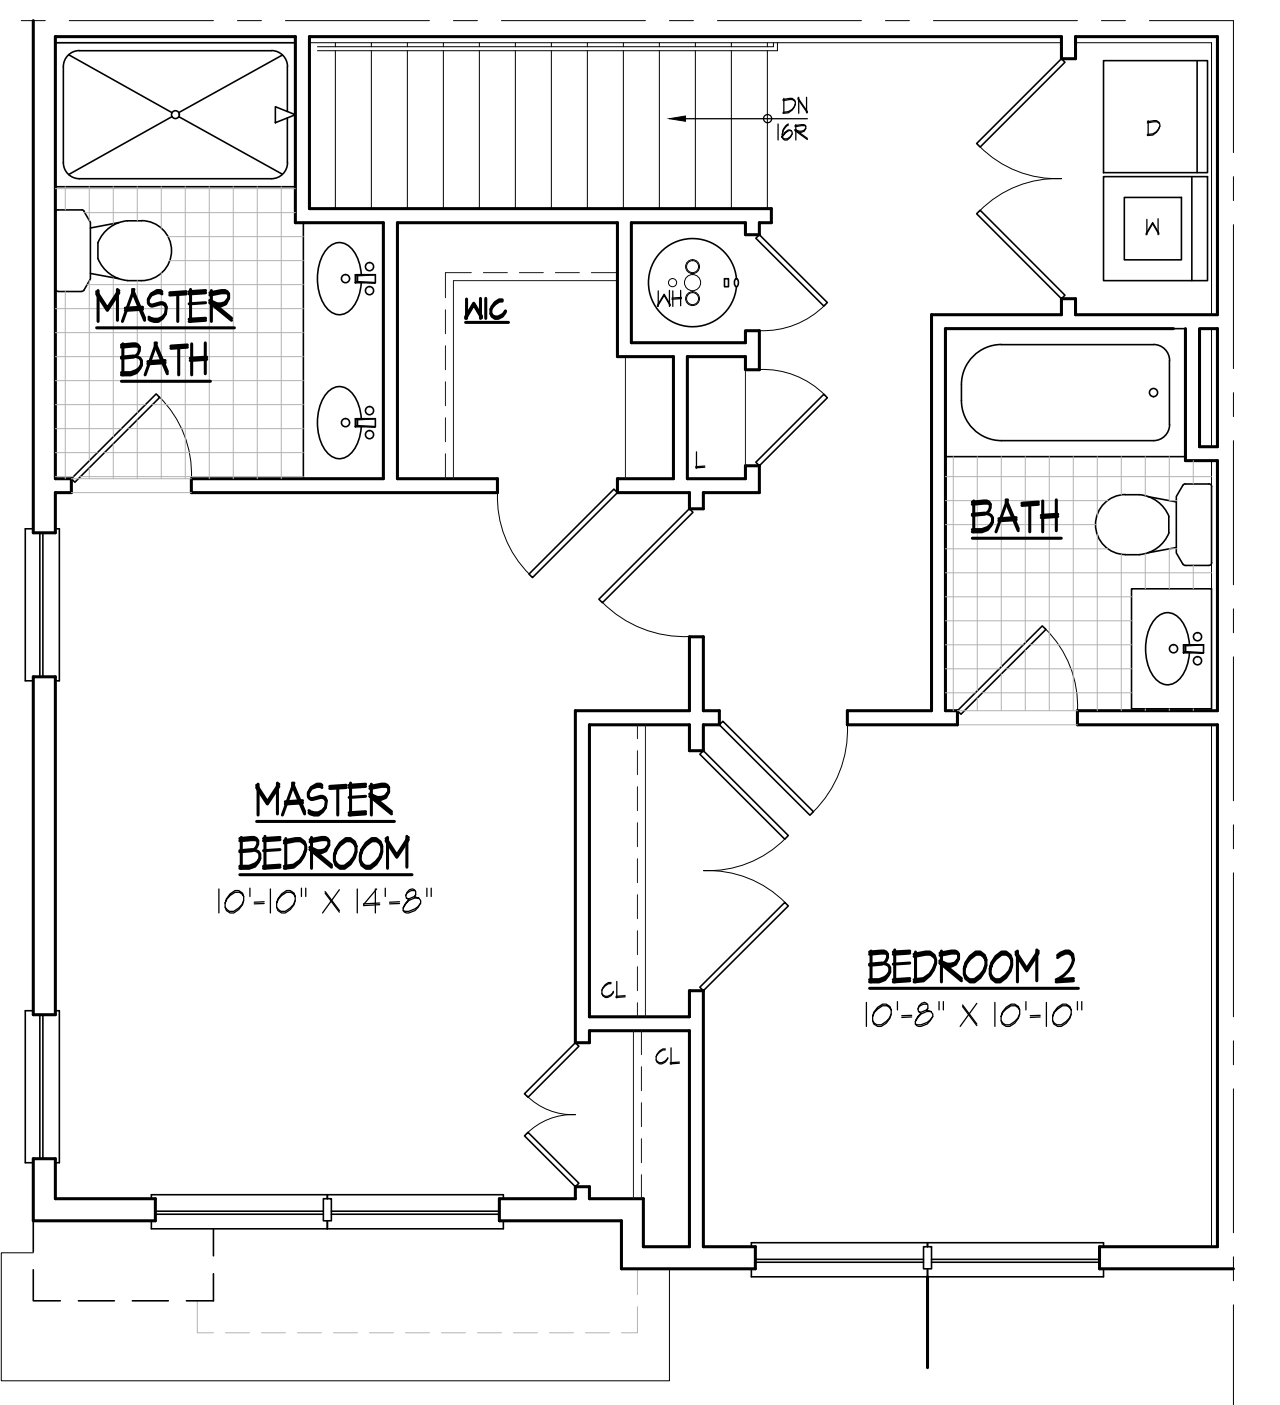 DN
16R
D
W
WH
WIC
MASTER
BATH
L
BATH
MASTER
BEDROOM
10'-10" X 14'-8"
BEDROOM 2
10'-8" X 10'-10"
CL
CL